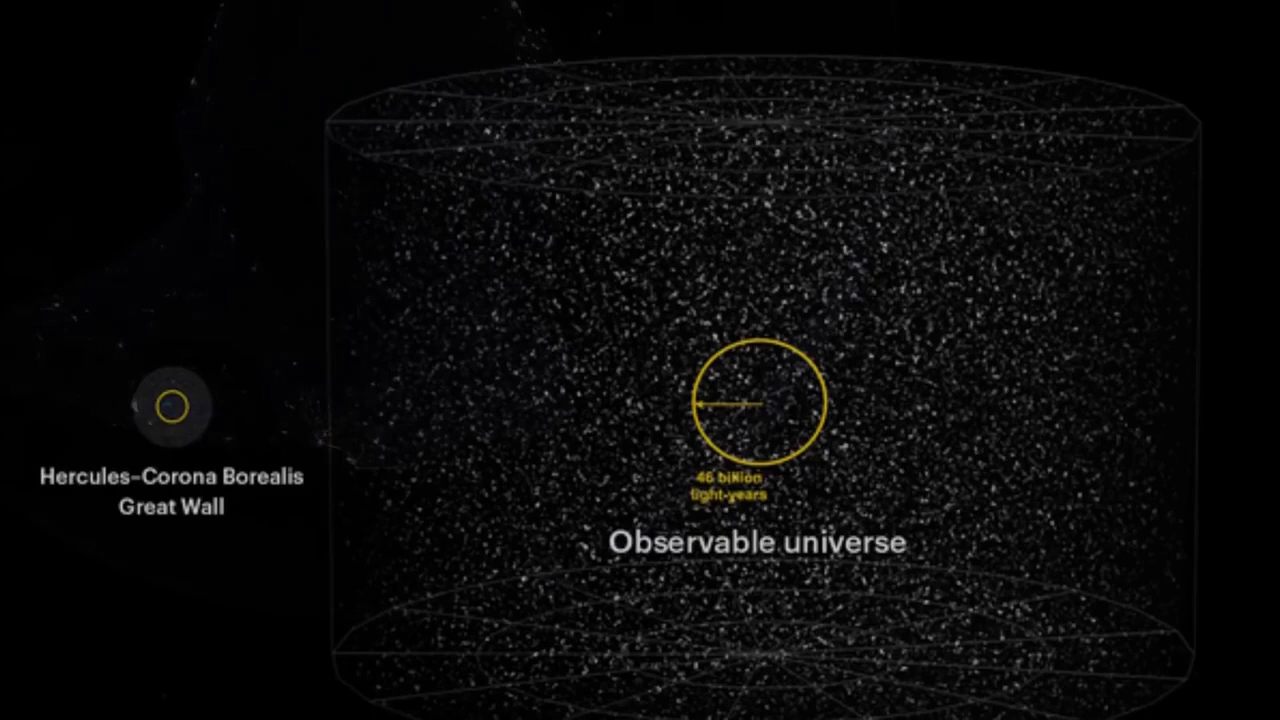 Hercules–Corona Borealis
Great Wall
46 billion
light-years
Observable universe